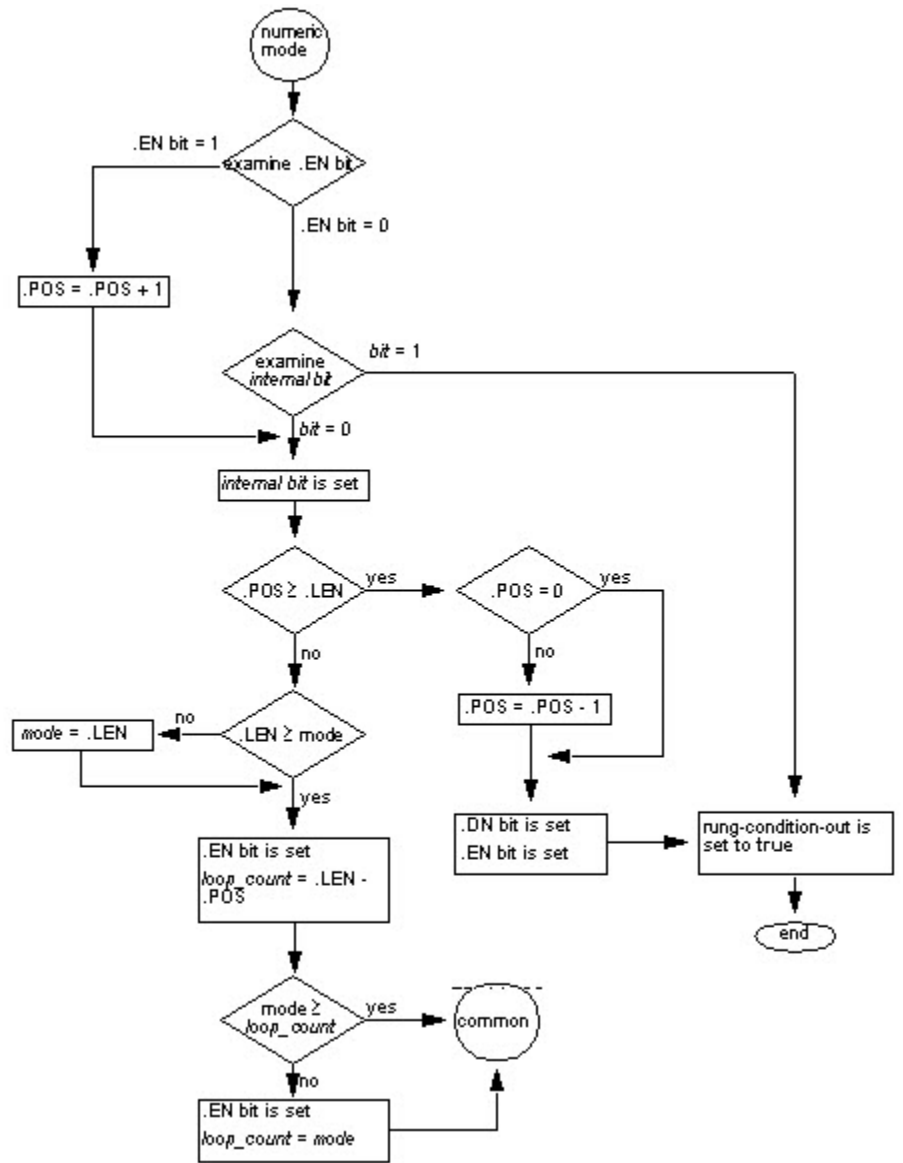 numeric
mode
.EN bit = 1
examine .EN bit
.EN bit = 0
.POS = .POS + 1
bit = 1
examine
internal bit
bit = 0
internal bit is set
.POS ≥ .LEN
yes
.POS = 0
yes
no
no
.POS = .POS - 1
mode = .LEN
no
.LEN ≥ mode
yes
.DN bit is set
.EN bit is set
rung-condition-out is
set to true
.EN bit is set
loop_count = .LEN -
.POS
end
mode ≥
loop_count
yes
common
no
.EN bit is set
loop_count = mode